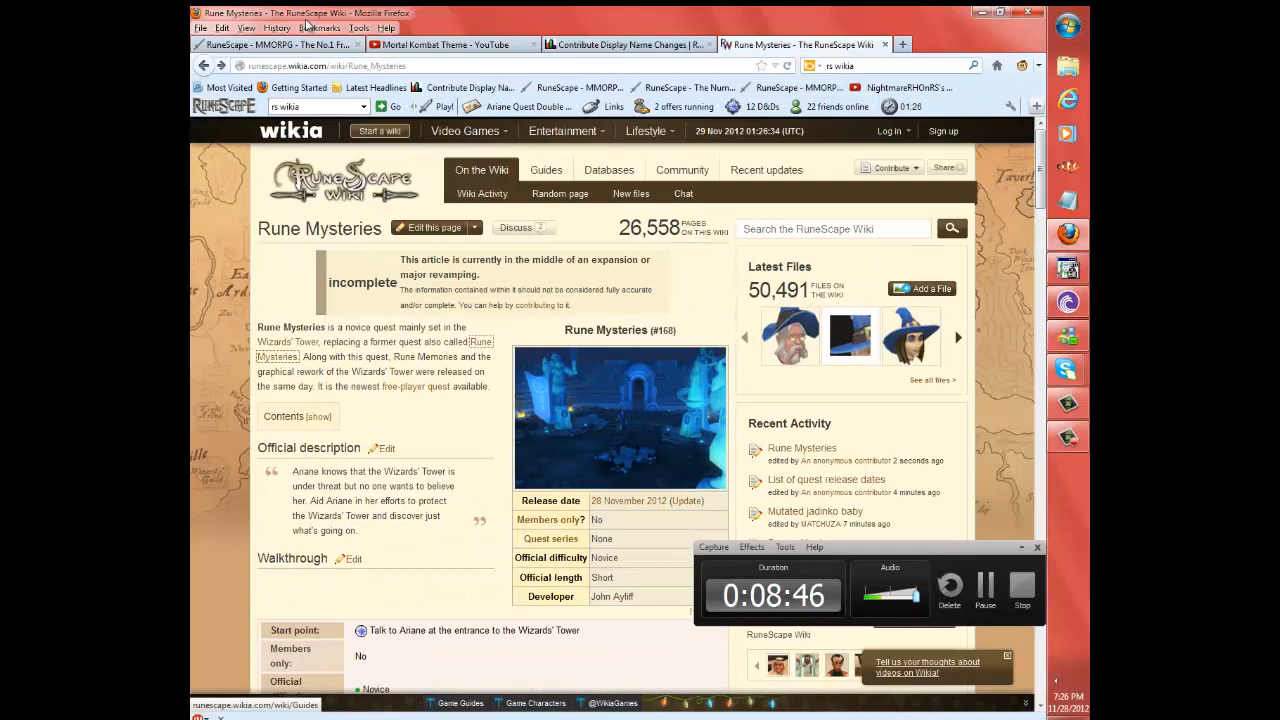 Rune Mysteries - The RuneScape Wiki - Mozilla Firefox
File Edit View History Bookmarks Tools Help
RuneScape - MMORPG - The No.1 Fr... Mortal Kombat Theme - YouTube Contribute Display Name Changes | R... Rune Mysteries - The RuneScape Wiki
runescape.wikia.com/wiki/Rune_Mysteries rs wikia
Most Visited Getting Started Latest Headlines Contribute Display Na... RuneScape - MMORP... RuneScape - The Num... RuneScape - MMORP... NightmareRHOnRS's ...
RUNESCAPE rs wikia Go Play! Ariane Quest Double ... Links 2 offers running 12 D&Ds 22 friends online 01:26
wikia Start a wiki Video Games Entertainment Lifestyle 29 Nov 2012 01:26:34 (UTC) Log in Sign up
RUNESCAPE WIKI
On the Wiki Guides Databases Community Recent updates Contribute Share
Wiki Activity Random page New files Chat
Rune Mysteries Edit this page Discuss 2 26,558 PAGES ON THIS WIKI Search the RuneScape Wiki
incomplete
This article is currently in the middle of an expansion or
major revamping.
The information contained within it should not be considered fully accurate
and/or complete. You can help by contributing to it.
Latest Files
50,491 FILES ON THE WIKI Add a File
See all files >
Rune Mysteries is a novice quest mainly set in the
Wizards' Tower, replacing a former quest also called Rune
Mysteries. Along with this quest, Rune Memories and the
graphical rework of the Wizards' Tower were released on
the same day. It is the newest free-player quest available.
Contents [show]
Official description Edit
Ariane knows that the Wizards' Tower is
under threat but no one wants to believe
her. Aid Ariane in her efforts to protect
the Wizards' Tower and discover just
what's going on.
Walkthrough Edit
Rune Mysteries (#168)
Release date 28 November 2012 (Update)
Members only? No
Quest series None
Official difficulty Novice
Official length Short
Developer John Ayliff
Recent Activity
Rune Mysteries
edited by An anonymous contributor 2 seconds ago
List of quest release dates
edited by An anonymous contributor 4 minutes ago
Mutated jadinko baby
edited by MATCHUZA 7 minutes ago
Capture Effects Tools Help
Duration Audio
0:08:46
Delete Pause Stop
Start point: Talk to Ariane at the entrance to the Wizards' Tower
Members
only: No
Official Novice
RuneScape Wiki
Tell us your thoughts about
videos on Wikia!
runescape.wikia.com/wiki/Guides
Game Guides Game Characters @WikiaGames
7:26 PM
11/28/2012